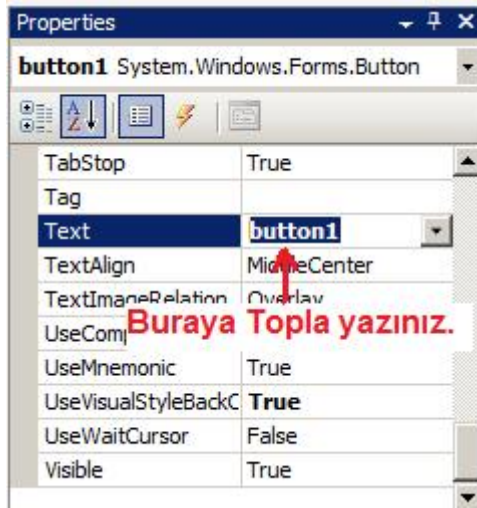 Properties
button1 System.Windows.Forms.Button
TabStop True
Tag
Text button1
TextAlign MiddleCenter
TextImageRelation Overlay
Buraya Topla yazınız.
UseMnemonic True
UseVisualStyleBackC True
UseWaitCursor False
Visible True